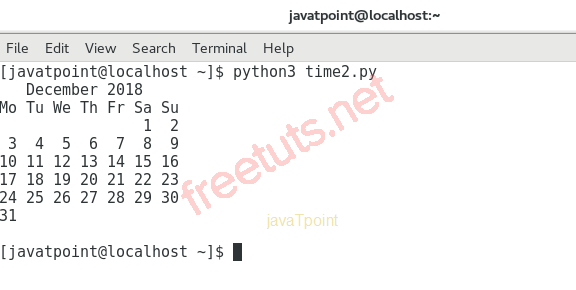 javatpoint@localhost:~
File Edit View Search Terminal Help
[javatpoint@localhost ~]$ python3 time2.py
   December 2018
Mo Tu We Th Fr Sa Su
                1  2
 3  4  5  6  7  8  9
10 11 12 13 14 15 16
17 18 19 20 21 22 23
24 25 26 27 28 29 30
31
freetuts.net
javaTpoint
[javatpoint@localhost ~]$